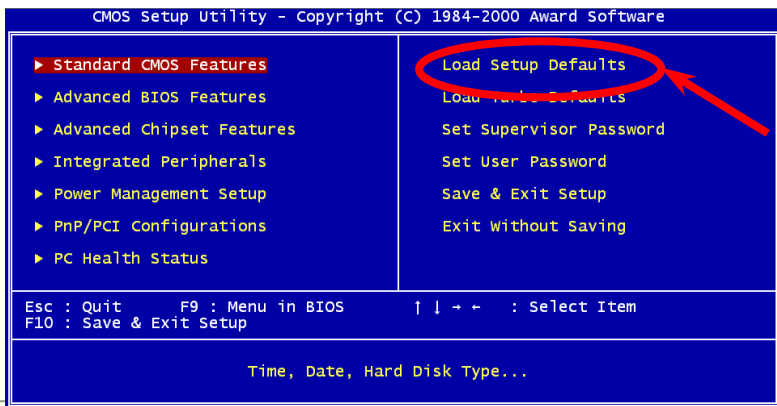 CMOS Setup Utility - Copyright (C) 1984-2000 Award Software
▶ Standard CMOS Features
▶ Advanced BIOS Features
▶ Advanced Chipset Features
▶ Integrated Peripherals
▶ Power Management Setup
▶ PnP/PCI Configurations
▶ PC Health Status
Load Setup Defaults
Load Turbo Defaults
Set Supervisor Password
Set User Password
Save & Exit Setup
Exit Without Saving
Esc : Quit F9 : Menu in BIOS ↑ ↓ → ← : Select Item
F10 : Save & Exit Setup
Time, Date, Hard Disk Type...